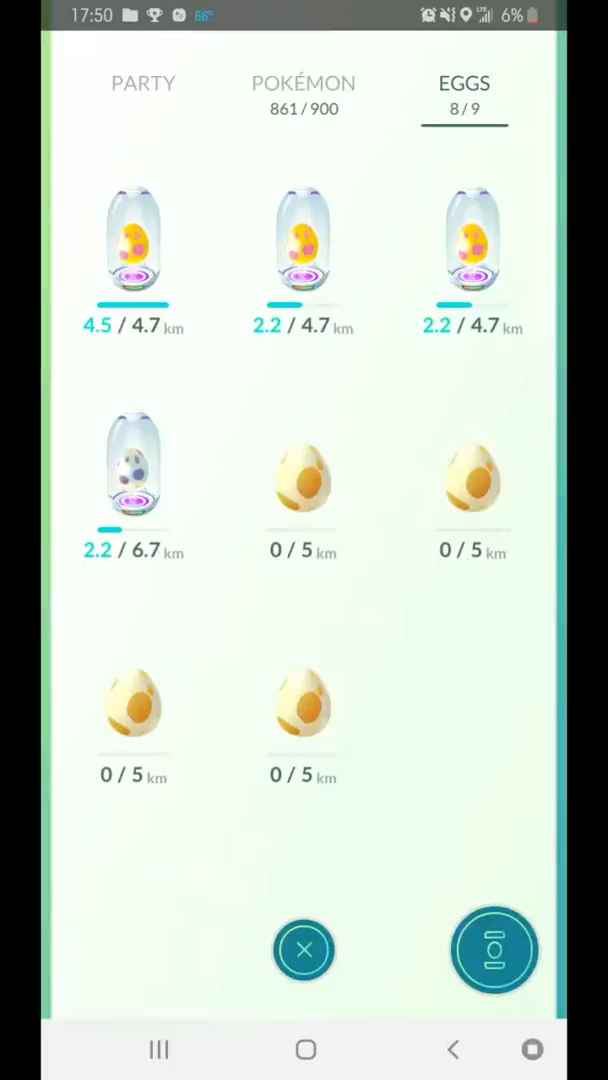 17:50 66° LTE 6%
PARTY POKÉMON EGGS
861/900 8/9
4.5 / 4.7 km 2.2 / 4.7 km 2.2 / 4.7 km
2.2 / 6.7 km 0 / 5 km 0 / 5 km
0 / 5 km 0 / 5 km